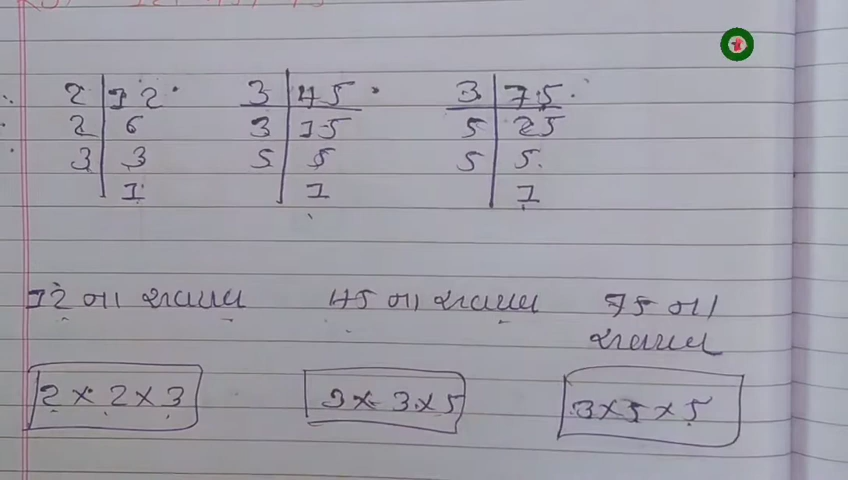 2 | 12 3 | 45 3 | 75
2 | 6 3 | 15 5 | 25
3 | 3 5 | 5 5 | 5
1 1 1
12 ના અવયવ 45 ના અવયવ 75 ના
અવયવ
2 × 2 × 3 3 × 3 × 5 3 × 5 × 5